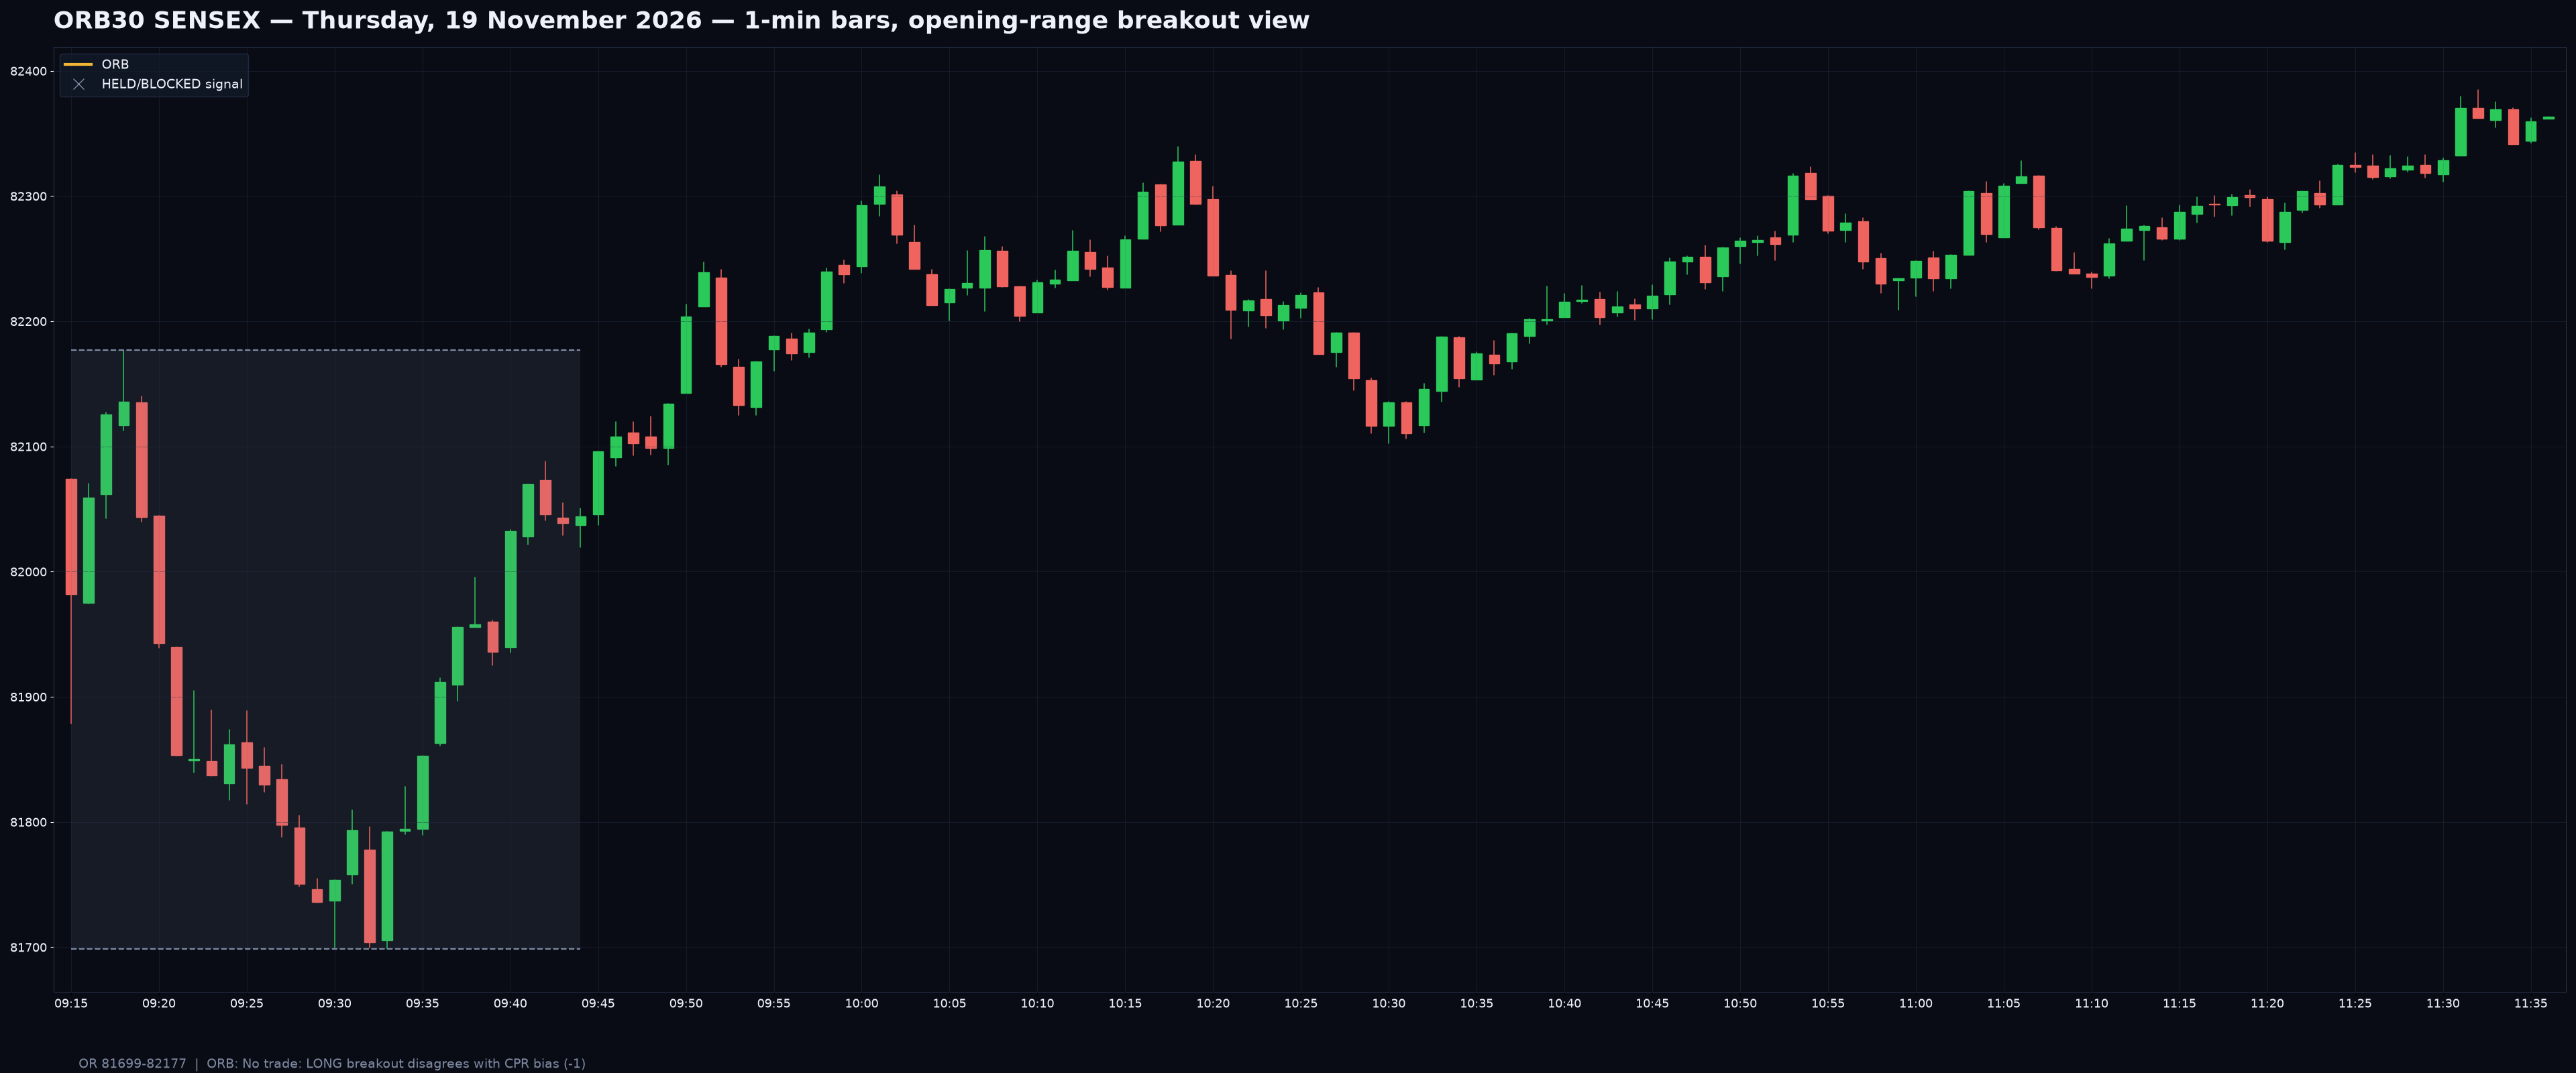 ORB30 SENSEX — Thursday, 19 November 2026 — 1-min bars, opening-range breakout view
ORB
HELD/BLOCKED signal
82400
82300
82200
82100
82000
81900
81800
81700
09:15 09:20 09:25 09:30 09:35 09:40 09:45 09:50 09:55 10:00 10:05 10:10 10:15 10:20 10:25 10:30 10:35 10:40 10:45 10:50 10:55 11:00 11:05 11:10 11:15 11:20 11:25 11:30 11:35
OR 81699-82177 | ORB: No trade: LONG breakout disagrees with CPR bias (-1)